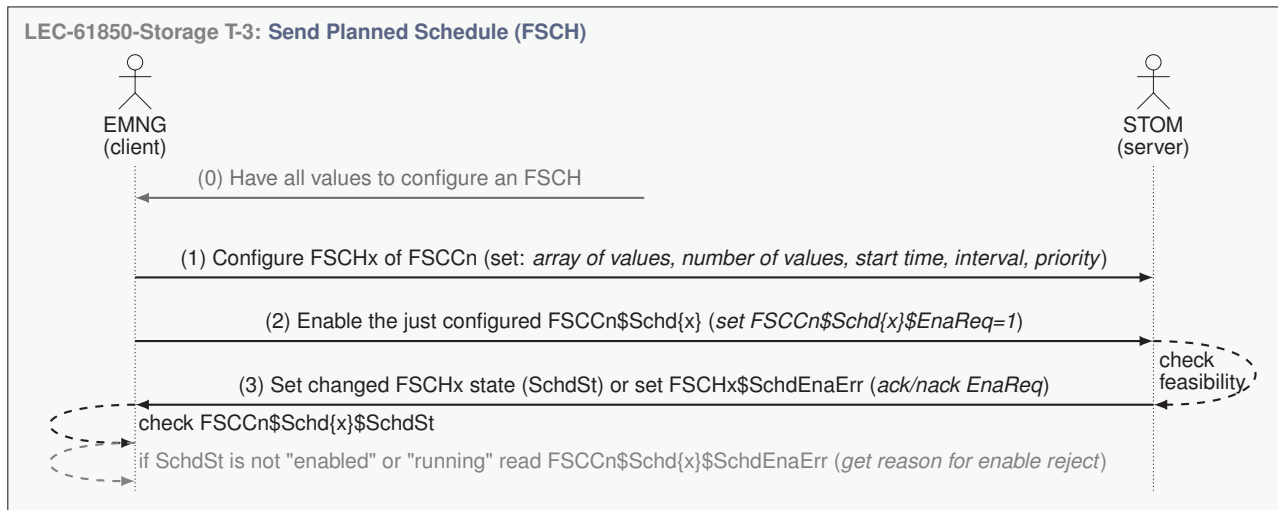 LEC-61850-Storage T-3: Send Planned Schedule (FSCH)
EMNG
(client)
STOM
(server)
(0) Have all values to configure an FSCH
(1) Configure FSCHx of FSCCn (set: array of values, number of values, start time, interval, priority)
(2) Enable the just configured FSCCn$Schd{x} (set FSCCn$Schd{x}$EnaReq=1)
check
feasibility
(3) Set changed FSCHx state (SchdSt) or set FSCHx$SchdEnaErr (ack/nack EnaReq)
check FSCCn$Schd{x}$SchdSt
if SchdSt is not "enabled" or "running" read FSCCn$Schd{x}$SchdEnaErr (get reason for enable reject)